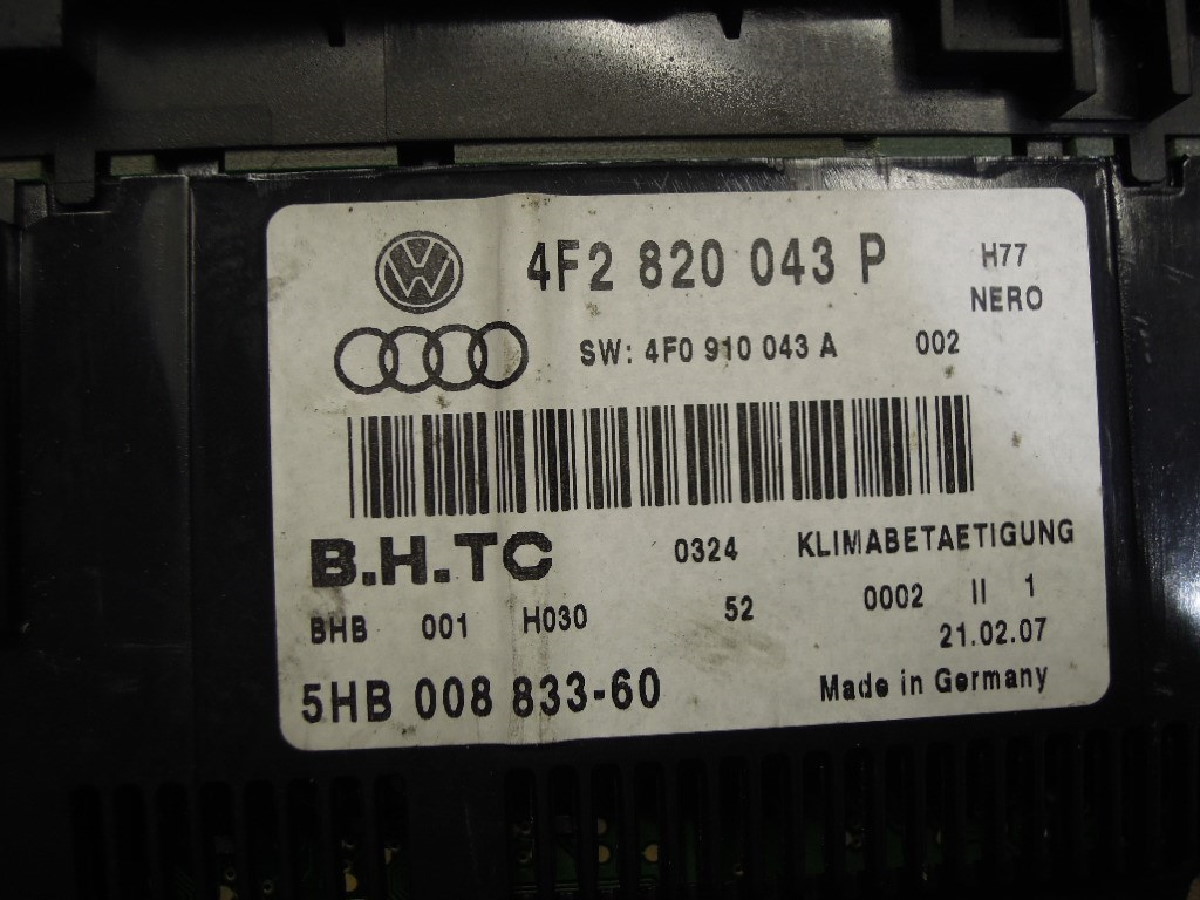 4F2 820 043 P H77
NERO
SW: 4F0 910 043 A 002
B.H.TC 0324 KLIMABETAETIGUNG
BHB 001 H030 52 0002 II 1
21.02.07
5HB 008 833-60 Made in Germany